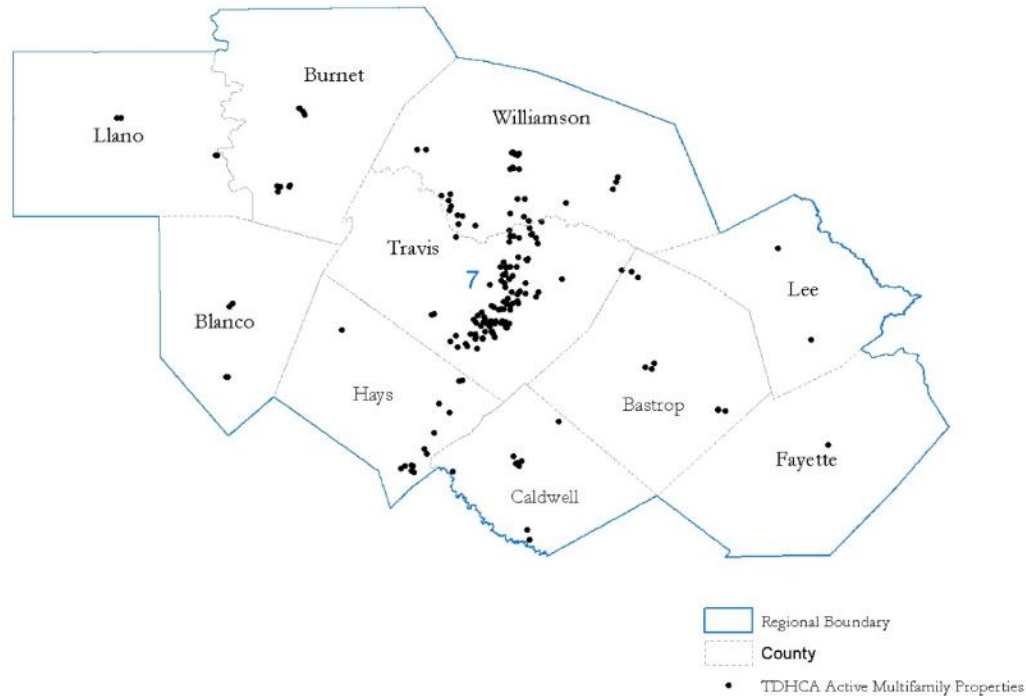 Burnet
Williamson
Llano
Travis
7
Lee
Blanco
Hays
Bastrop
Fayette
Caldwell
Regional Boundary
County
TDHCA Active Multifamily Properties